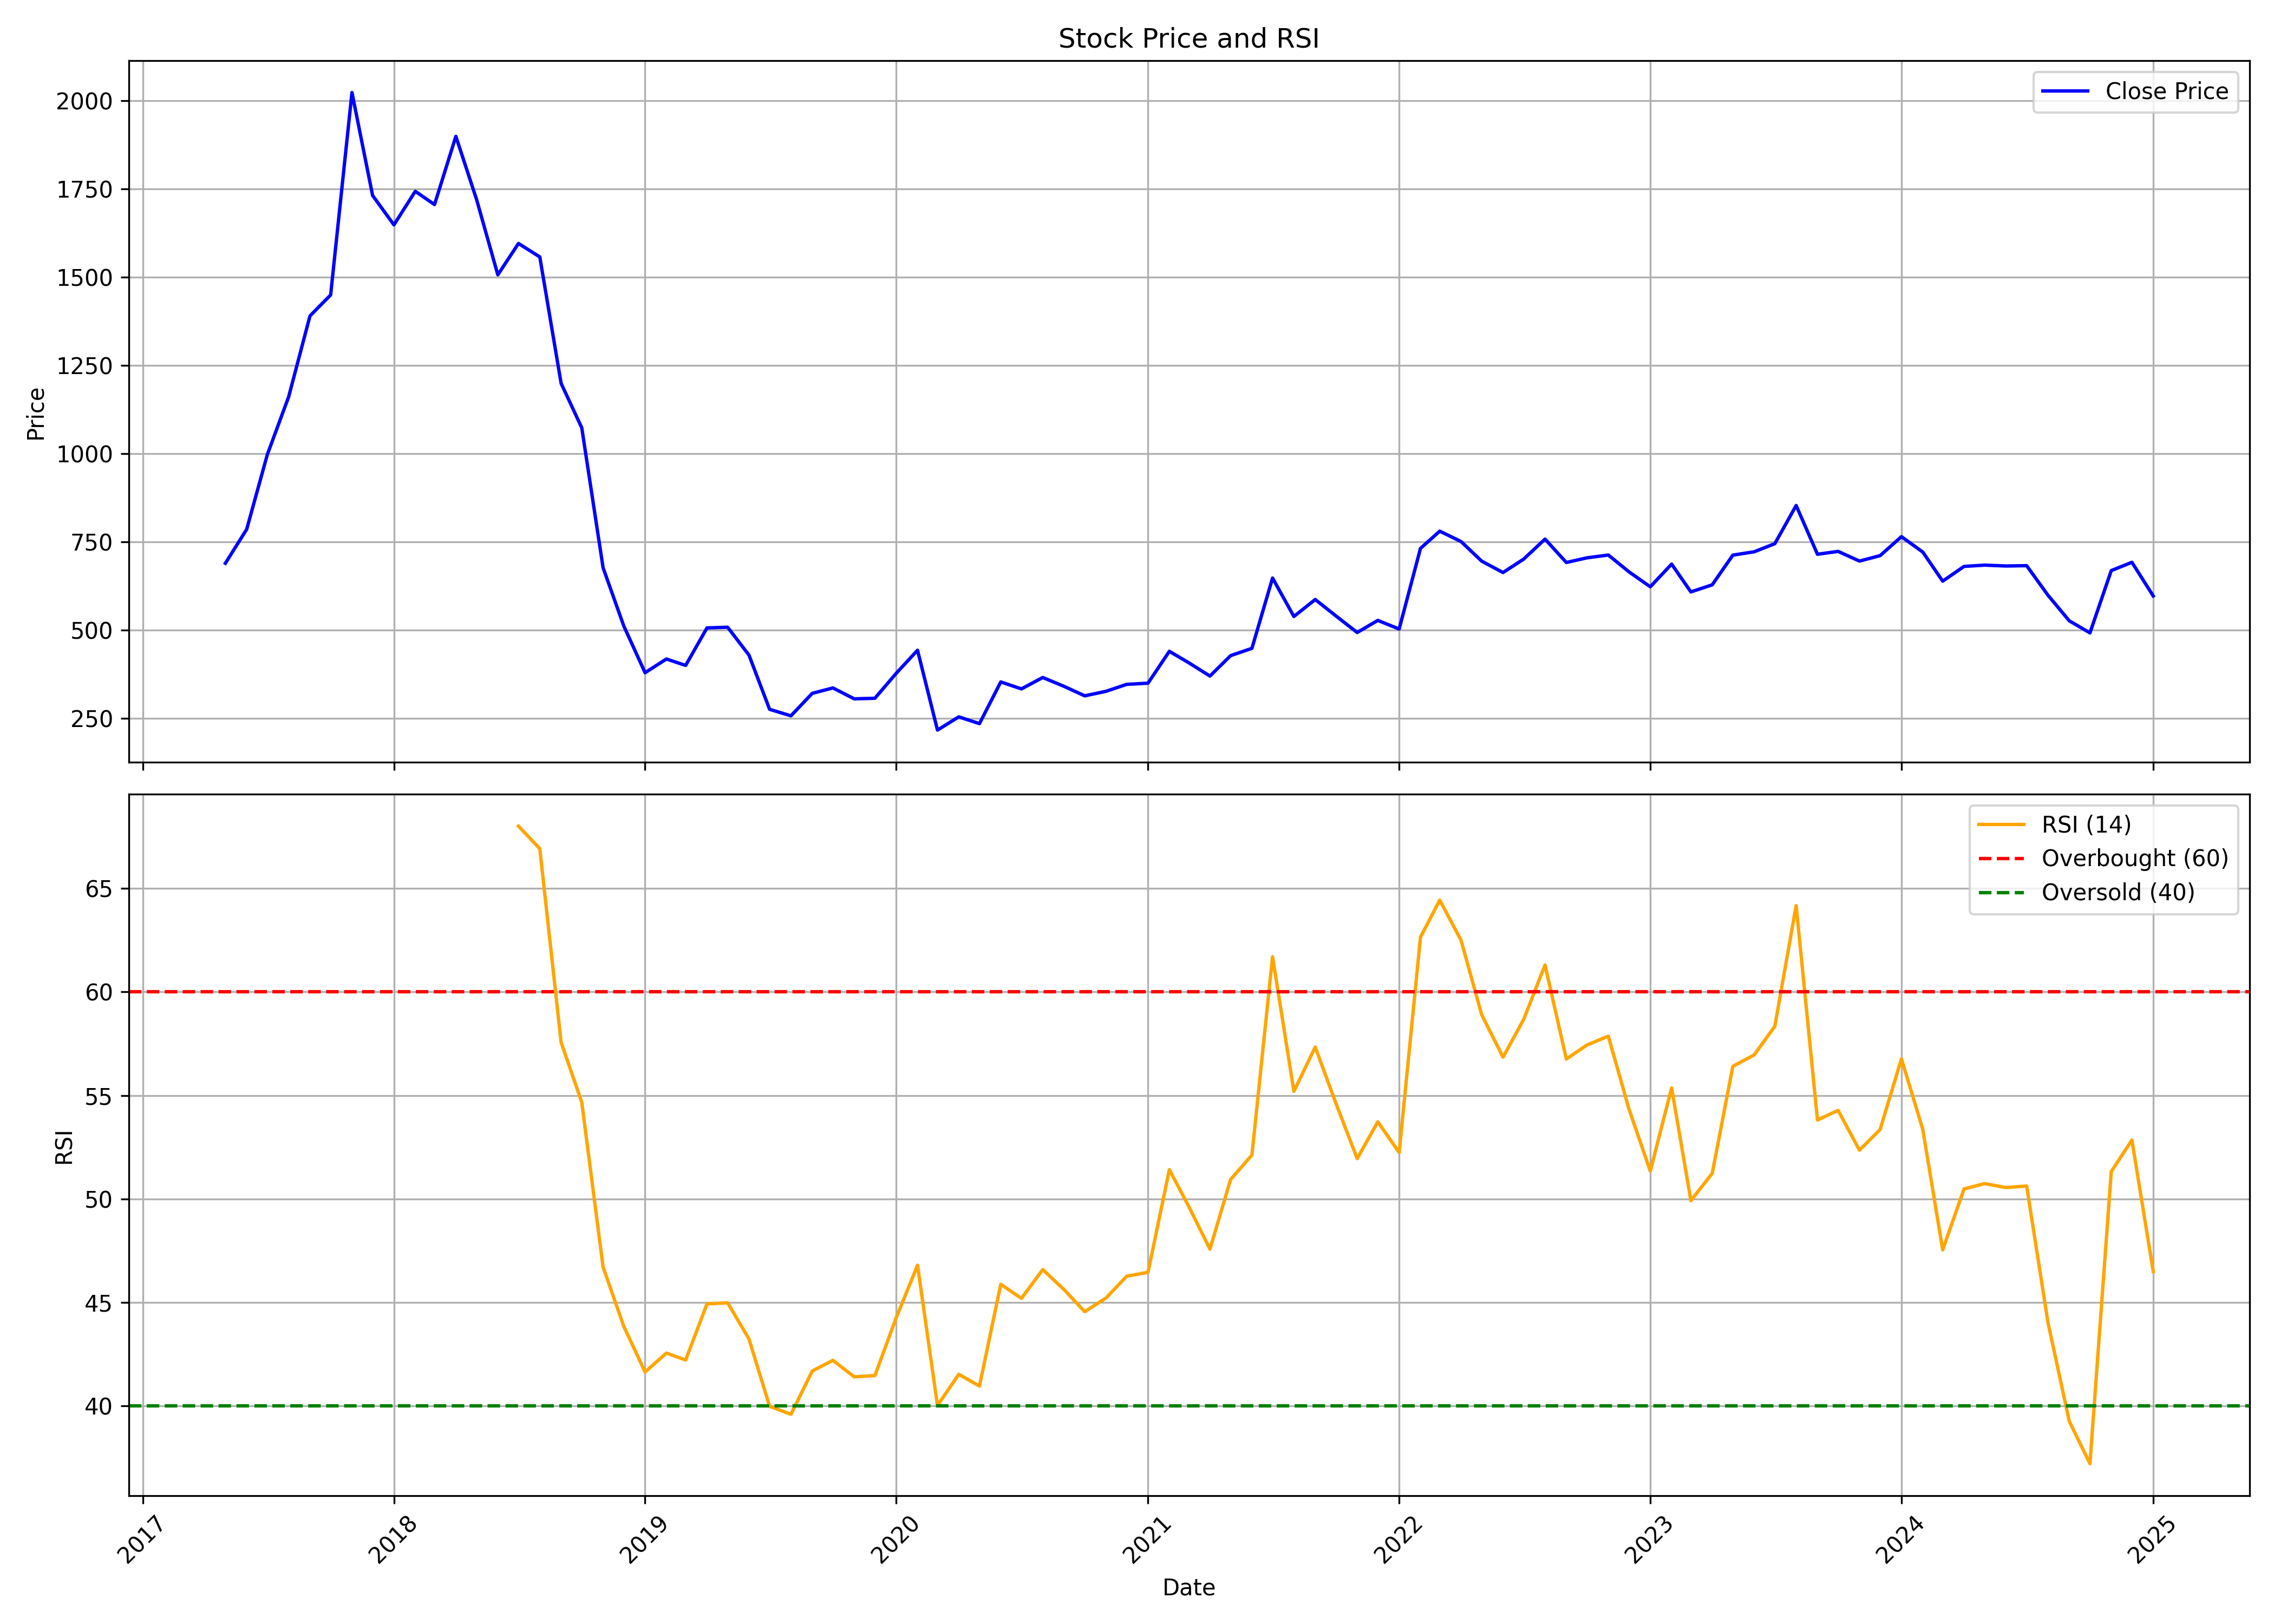 Stock Price and RSI
Close Price
2000
1750
1500
1250
1000
750
500
250
Price
RSI (14)
Overbought (60)
Oversold (40)
65
60
55
50
45
40
RSI
2017
2018
2019
2020
2021
2022
2023
2024
2025
Date